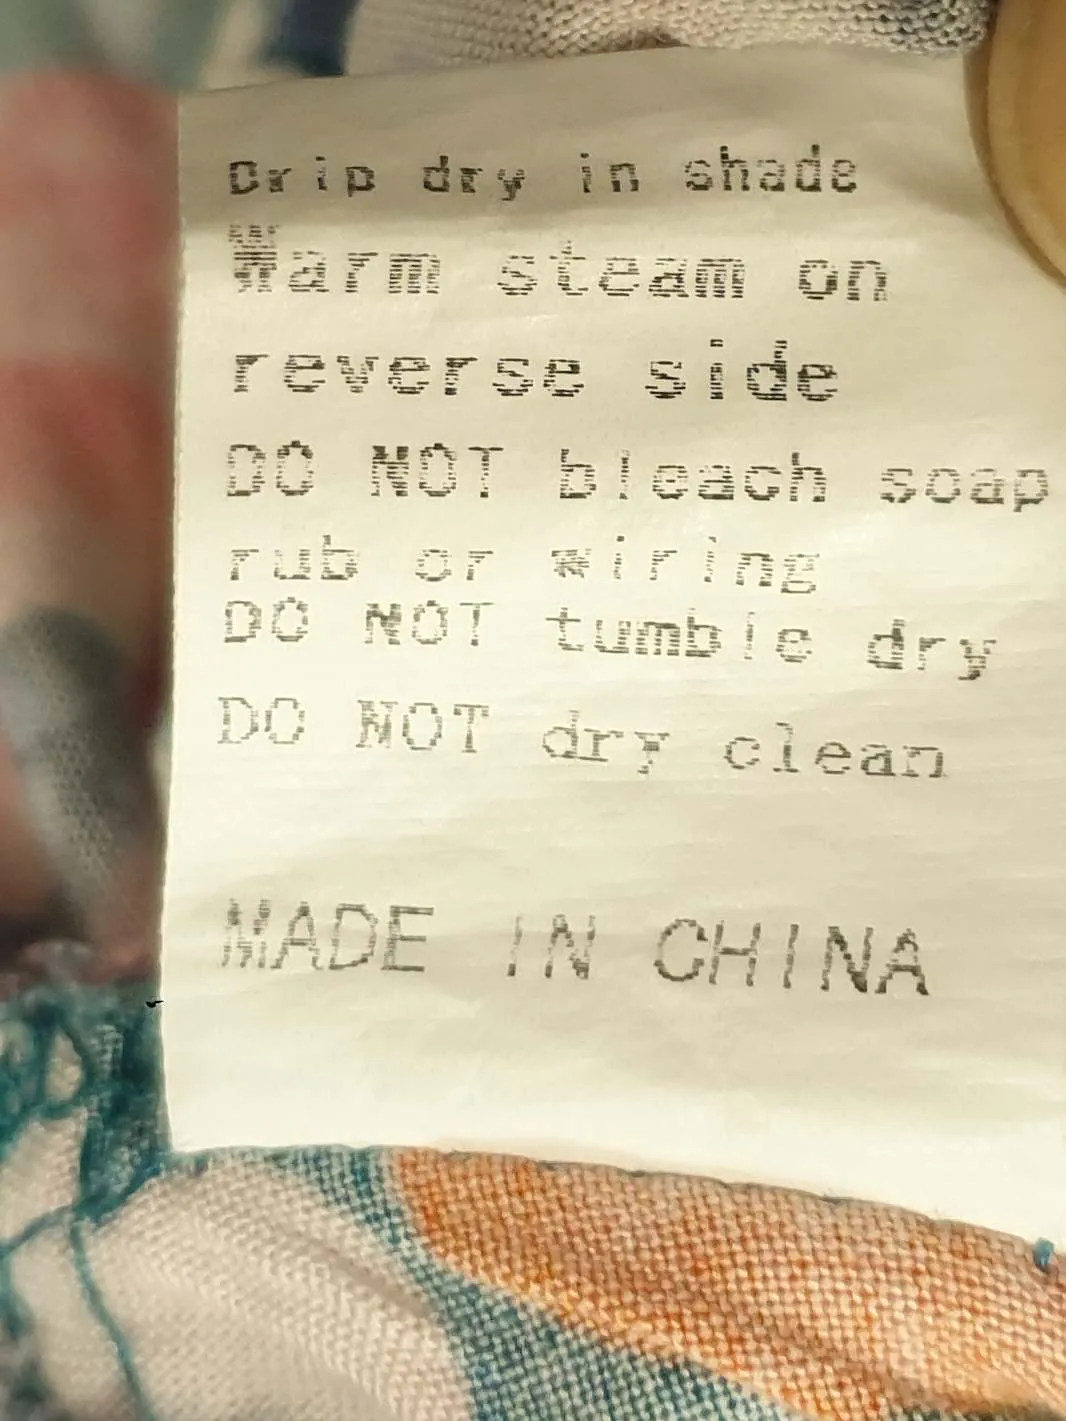 Drip dry in shade
Warm steam on
reverse side
DO NOT bleach soap
rub or wiring
DO NOT tumble dry
DO NOT dry clean
MADE IN CHINA